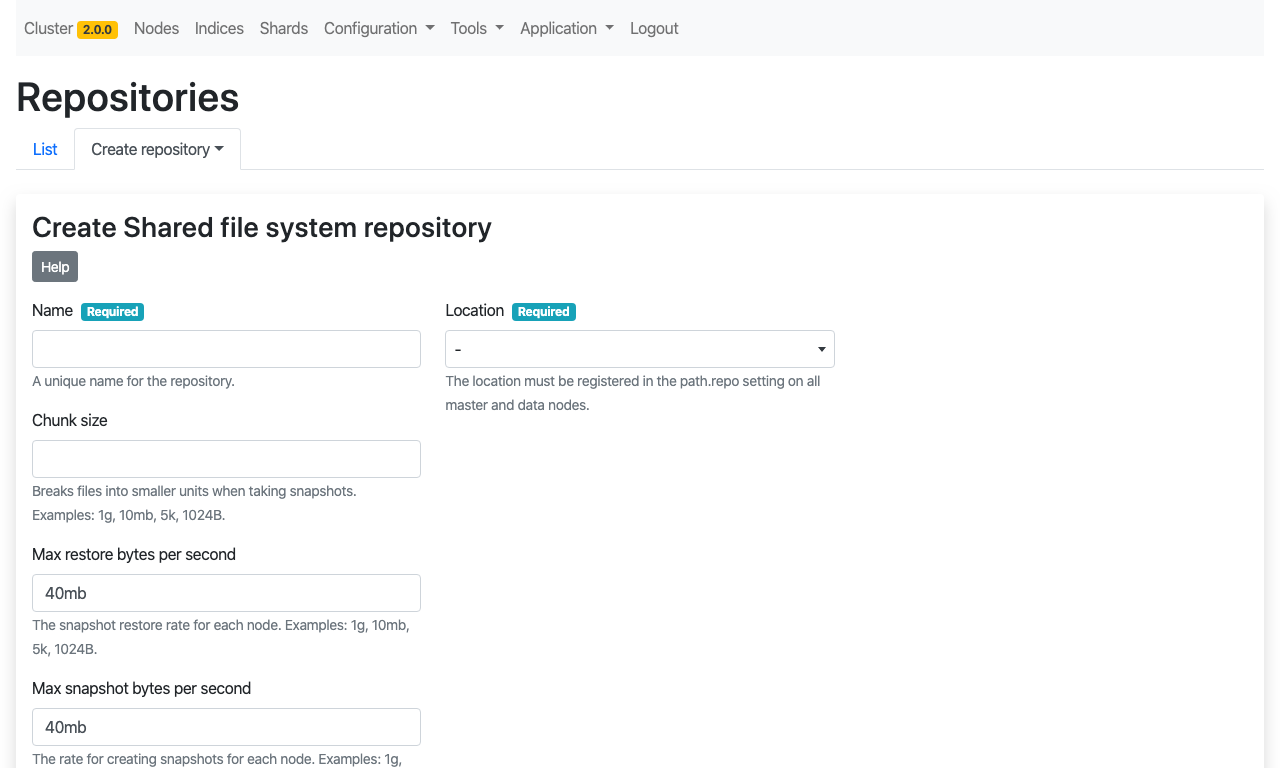 Cluster 2.0.0 Nodes Indices Shards Configuration Tools Application Logout
Repositories
List Create repository
Create Shared file system repository
Help
Name Required
A unique name for the repository.
Location Required
-
The location must be registered in the path.repo setting on all
master and data nodes.
Chunk size
Breaks files into smaller units when taking snapshots.
Examples: 1g, 10mb, 5k, 1024B.
Max restore bytes per second
40mb
The snapshot restore rate for each node. Examples: 1g, 10mb,
5k, 1024B.
Max snapshot bytes per second
40mb
The rate for creating snapshots for each node. Examples: 1g,